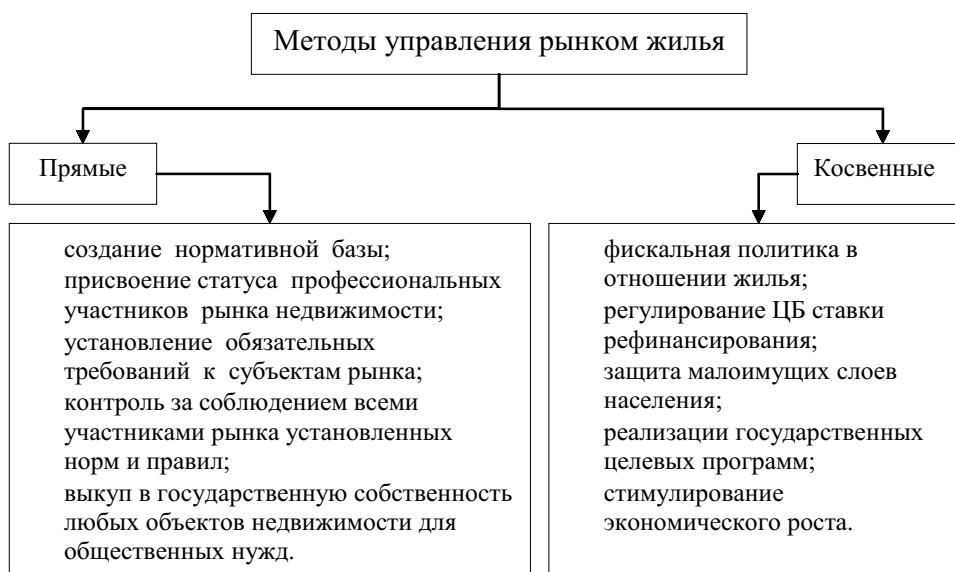 Методы управления рынком жилья
Прямые
Косвенные
создание нормативной базы;
присвоение статуса профессиональных
участников рынка недвижимости;
установление обязательных
требований к субъектам рынка;
контроль за соблюдением всеми
участниками рынка установленных
норм и правил;
выкуп в государственную собственность
любых объектов недвижимости для
общественных нужд.
фискальная политика в
отношении жилья;
регулирование ЦБ ставки
рефинансирования;
защита малоимущих слоев
населения;
реализации государственных
целевых программ;
стимулирование
экономического роста.